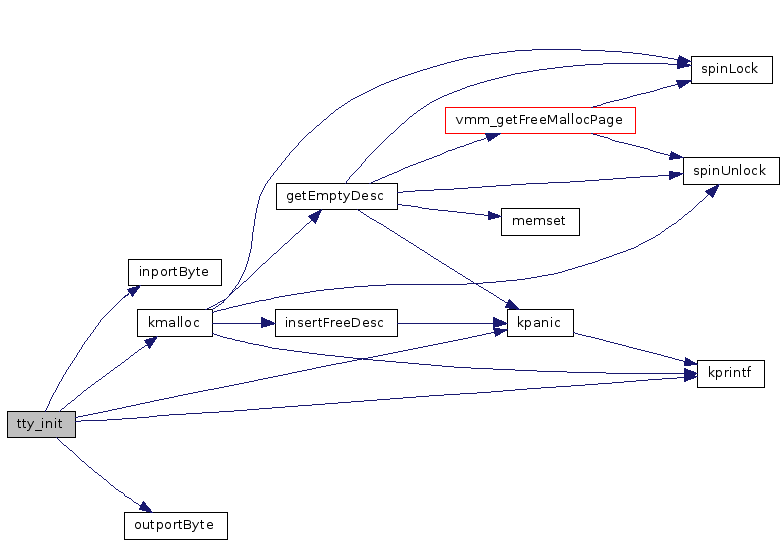 spinLock
vmm_getFreeMallocPage
spinUnlock
getEmptyDesc
memset
inportByte
kmalloc
insertFreeDesc
kpanic
kprintf
tty_init
outportByte